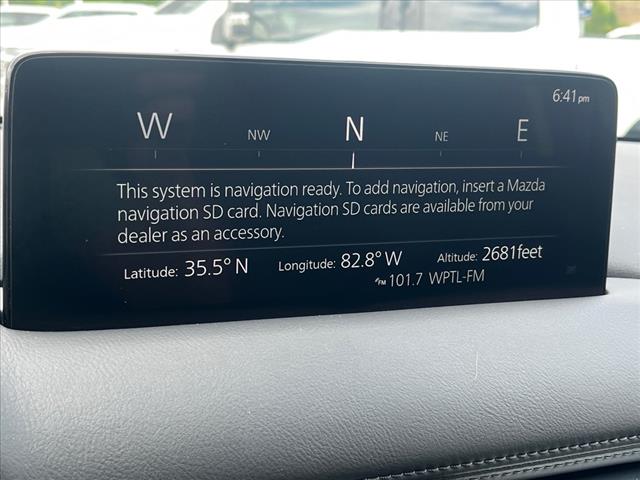 6:41 pm
W NW N NE E
This system is navigation ready. To add navigation, insert a Mazda
navigation SD card. Navigation SD cards are available from your
dealer as an accessory.
Latitude: 35.5° N Longitude: 82.8° W Altitude: 2681feet
FM 101.7 WPTL-FM